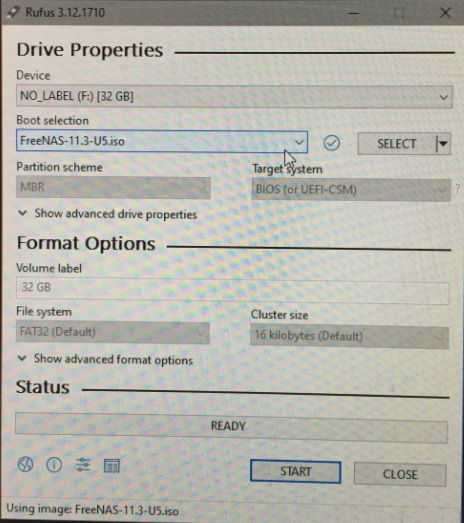 Rufus 3.12.1710
Drive Properties
Device
NO_LABEL (F:) [32 GB]
Boot selection
FreeNAS-11.3-U5.iso
SELECT
Partition scheme
Target system
MBR
BIOS (or UEFI-CSM)
?
Show advanced drive properties
Format Options
Volume label
32 GB
File system
Cluster size
FAT32 (Default)
16 kilobytes (Default)
Show advanced format options
Status
READY
START
CLOSE
Using image: FreeNAS-11.3-U5.iso